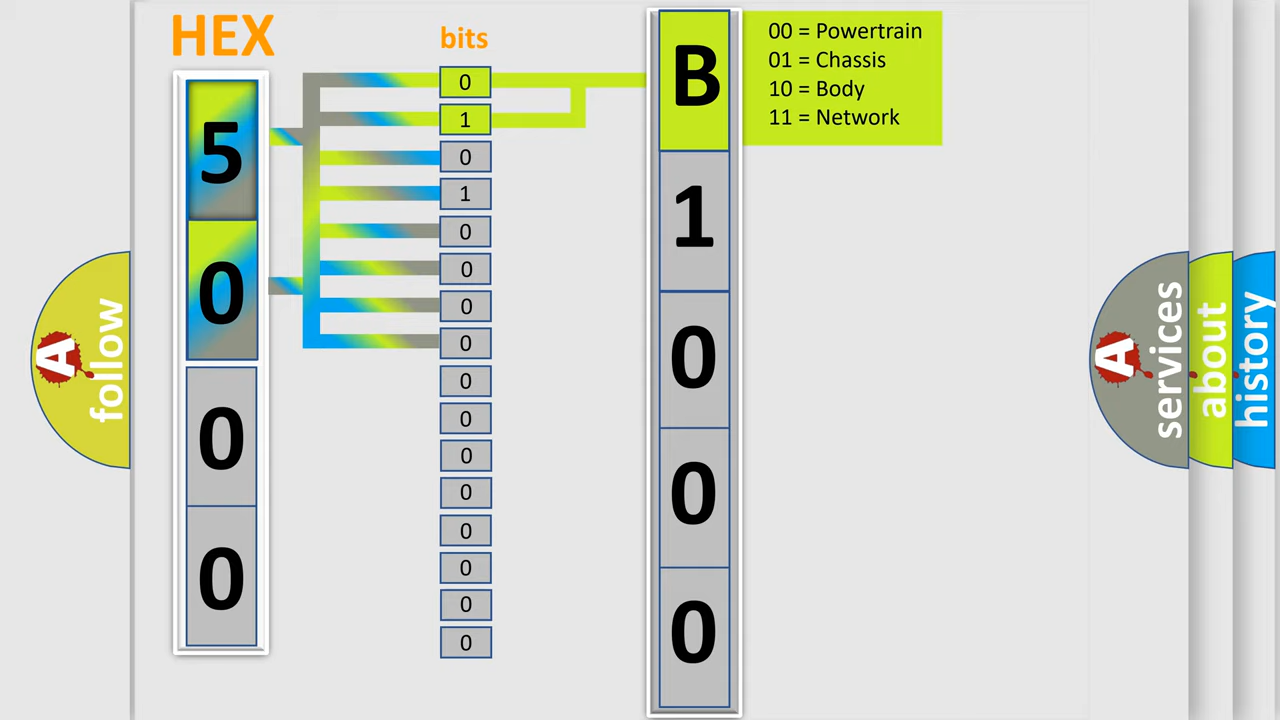 HEX
bits
5
0
0
0
0
1
0
1
0
0
0
0
0
0
0
0
0
0
0
0
B
1
0
0
0
00 = Powertrain
01 = Chassis
10 = Body
11 = Network
A follow
A services
about
history